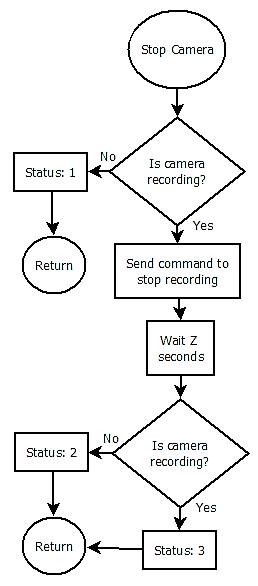 Stop Camera
Is camera
recording?
No
Status: 1
Return
Yes
Send command to
stop recording
Wait Z
seconds
Is camera
recording?
No
Status: 2
Yes
Return
Status: 3